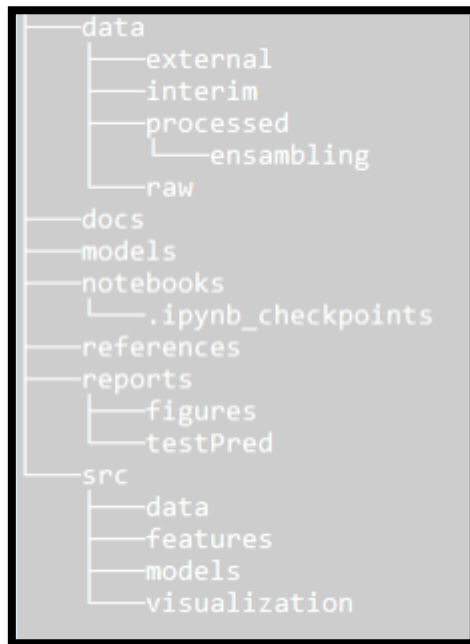 ├───data
│   ├───external
│   ├───interim
│   ├───processed
│   │   └───ensambling
│   └───raw
├───docs
├───models
├───notebooks
│   └───.ipynb_checkpoints
├───references
├───reports
│   ├───figures
│   └───testPred
└───src
    ├───data
    ├───features
    ├───models
    └───visualization